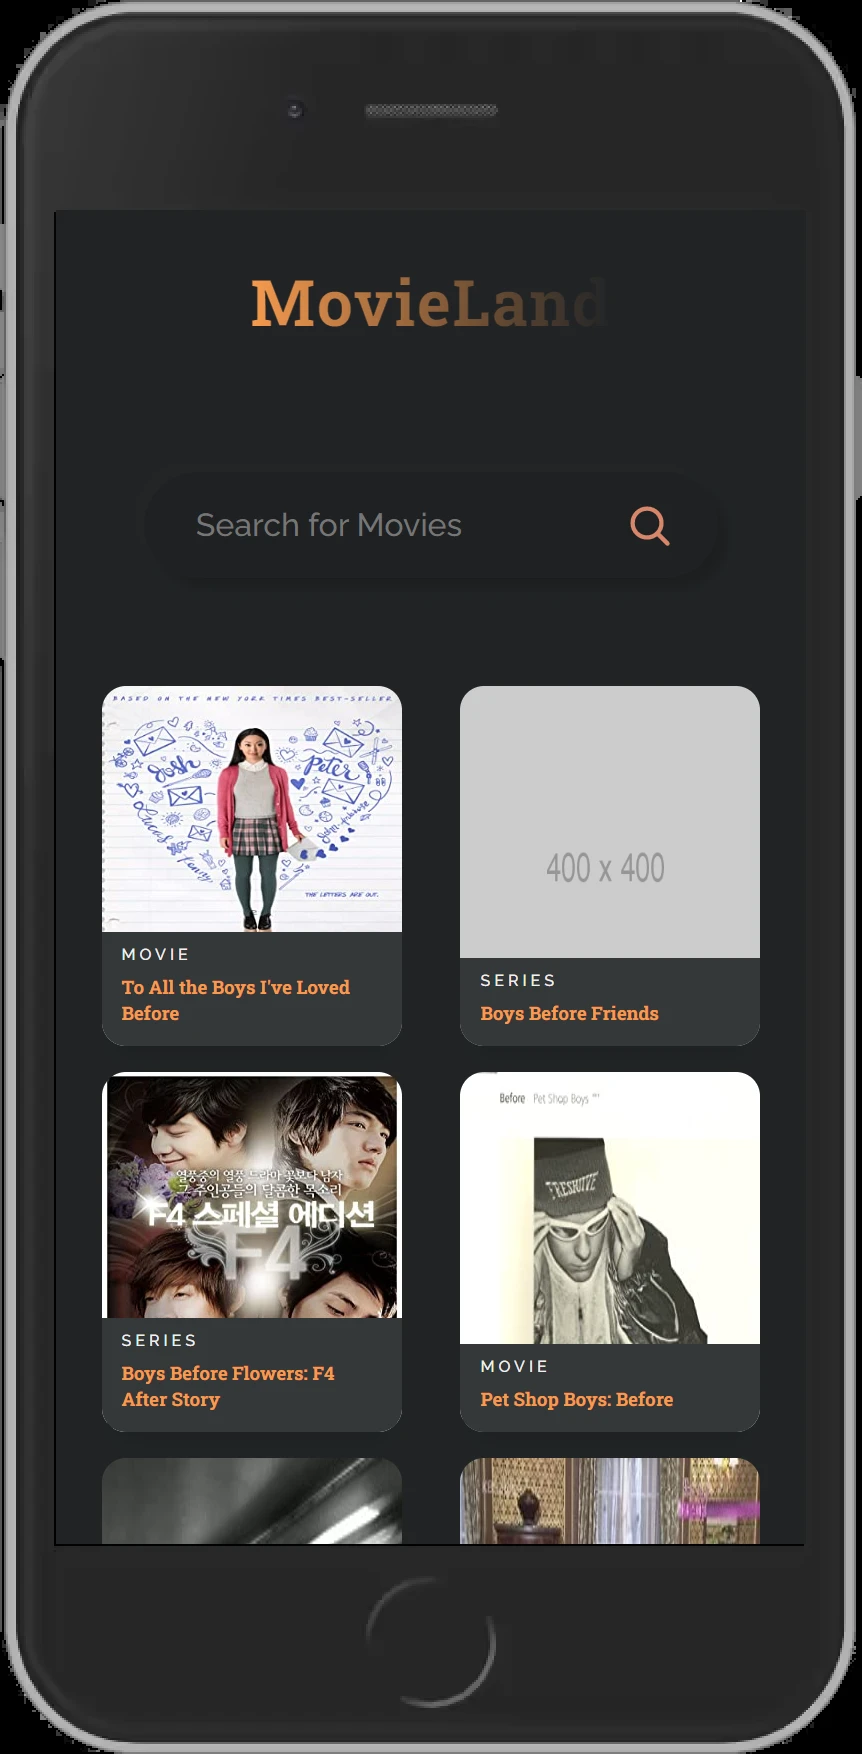 MovieLand
Search for Movies
BASED ON THE NEW YORK TIMES BEST-SELLER
Josh
Peter
Lucas
Kenny
John Ambrose
THE LETTERS ARE OUT.
MOVIE
To All the Boys I've Loved
Before
400 x 400
SERIES
Boys Before Friends
열풍중의 열풍 드라마 꽃보다 남자
그 주인공들의 달콤한 목소리
F4 스페셜 에디션
F4
SERIES
Boys Before Flowers: F4
After Story
Before Pet Shop Boys
MOVIE
Pet Shop Boys: Before